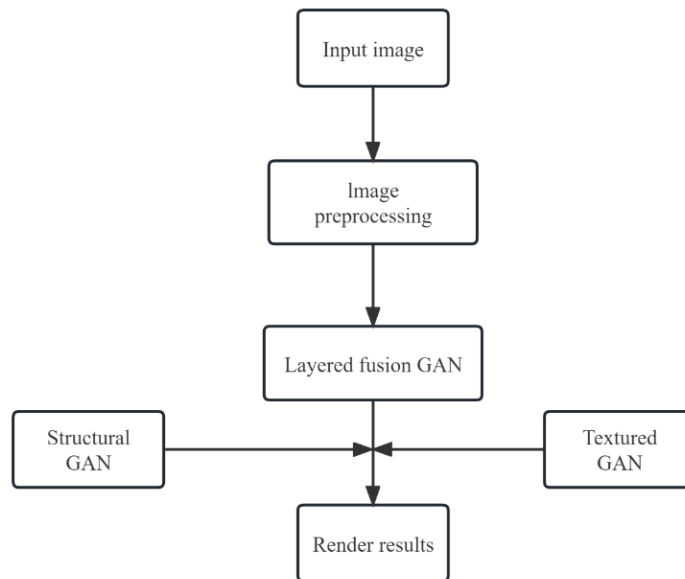 Input image
Image
preprocessing
Layered fusion GAN
Structural
GAN
Textured
GAN
Render results